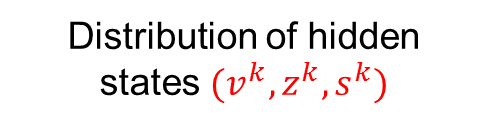 Distribution of hidden
states (v^k, z^k, s^k)